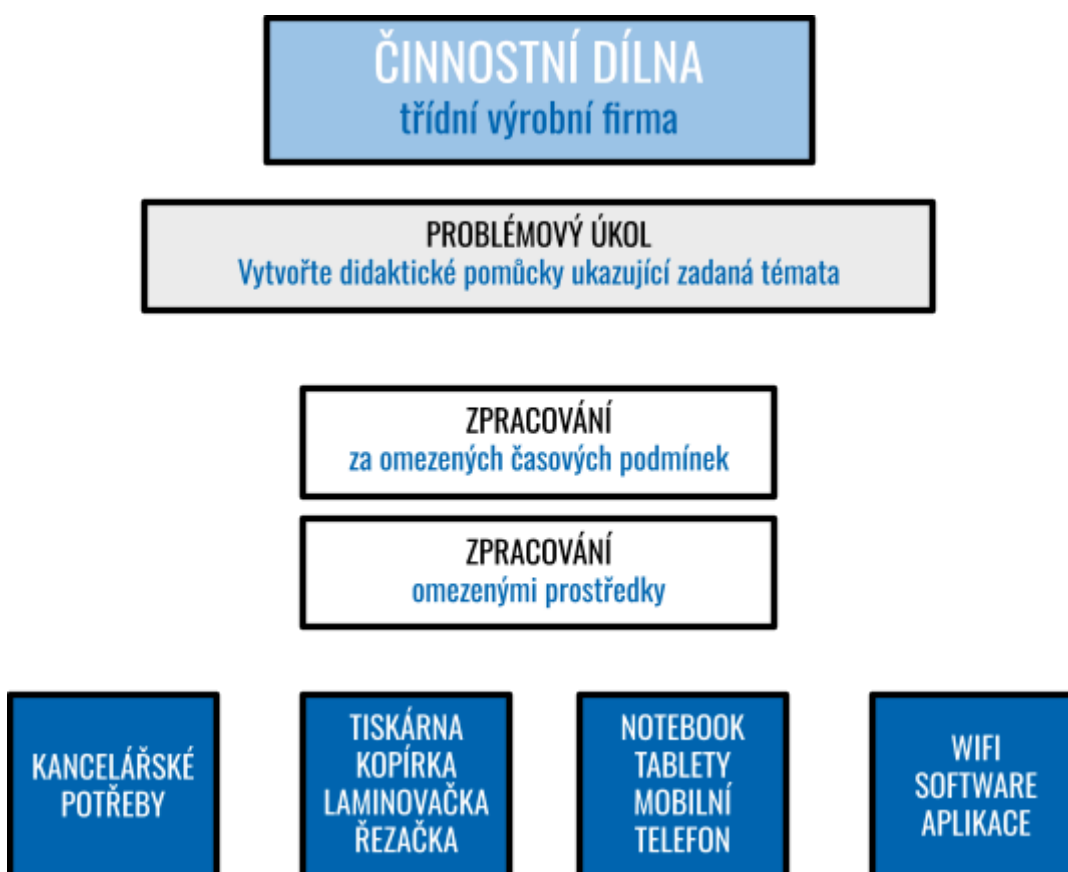 ČINNOSTNÍ DÍLNA
třídní výrobní firma
PROBLÉMOVÝ ÚKOL
Vytvořte didaktické pomůcky ukazující zadaná témata
ZPRACOVÁNÍ
za omezených časových podmínek
ZPRACOVÁNÍ
omezenými prostředky
KANCELÁŘSKÉ
POTŘEBY
TISKÁRNA
KOPÍRKA
LAMINOVAČKA
ŘEZAČKA
NOTEBOOK
TABLETY
MOBILNÍ
TELEFON
WIFI
SOFTWARE
APLIKACE